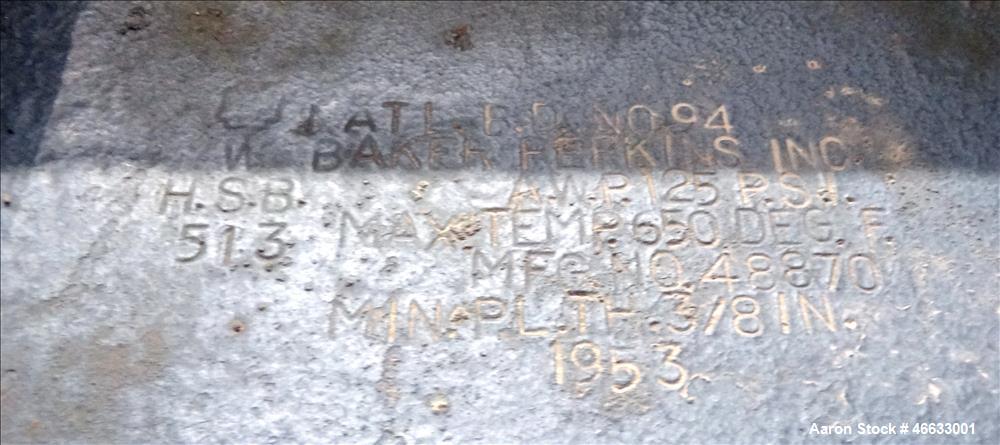 NATL. B.D. NO 94
W. BAKER PERKINS INC
H.S.B. A.W.P. 125 P.S.I.
513 MAX. TEMP. 650 DEG. F.
MFG. NO. 48870
MIN. PL. TH. 3/8 IN.
1953
Aaron Stock # 46633001